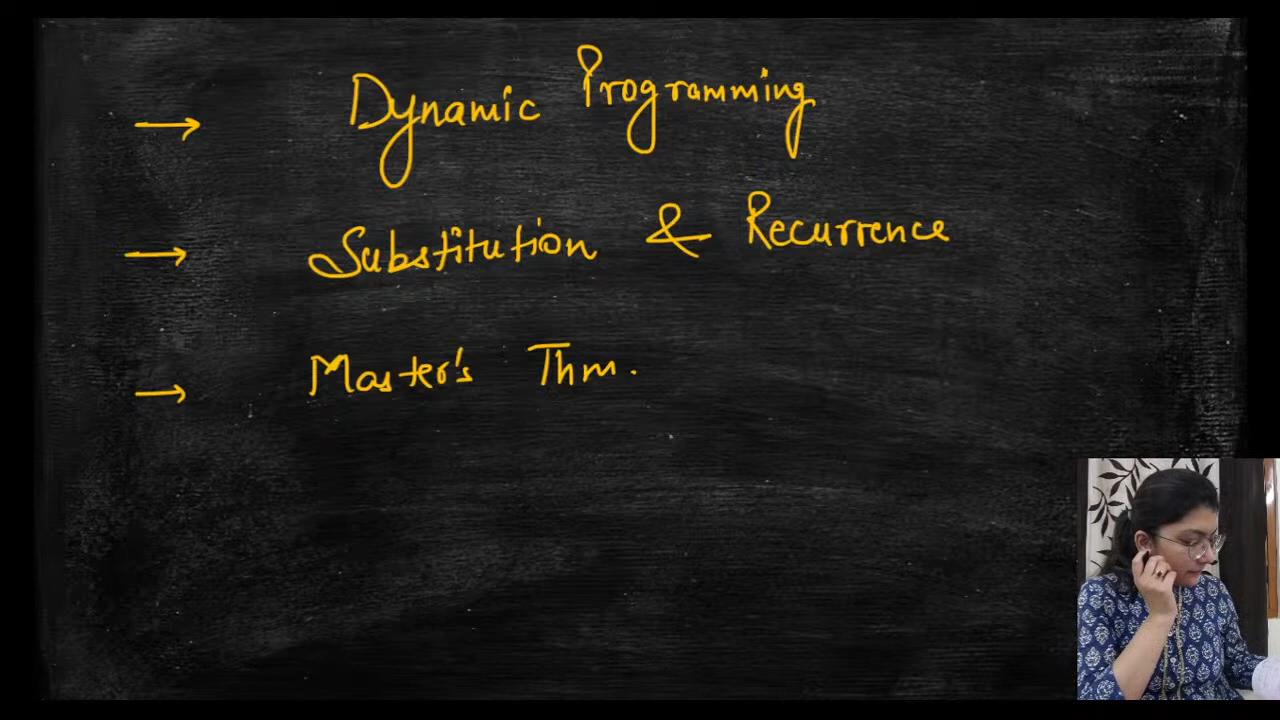 → Dynamic Programming
→ Substitution & Recurrence
→ Master's Thm.